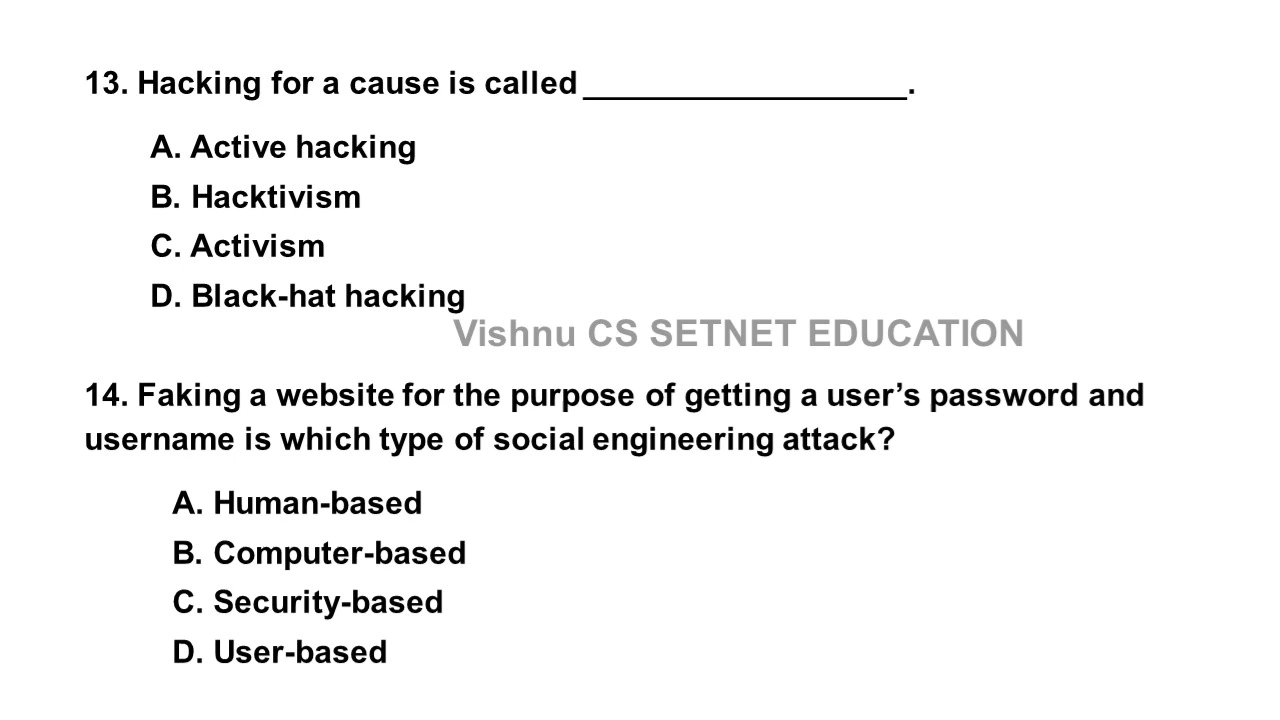 13. Hacking for a cause is called __________________.
A. Active hacking
B. Hacktivism
C. Activism
D. Black-hat hacking
Vishnu CS SETNET EDUCATION
14. Faking a website for the purpose of getting a user’s password and
username is which type of social engineering attack?
A. Human-based
B. Computer-based
C. Security-based
D. User-based